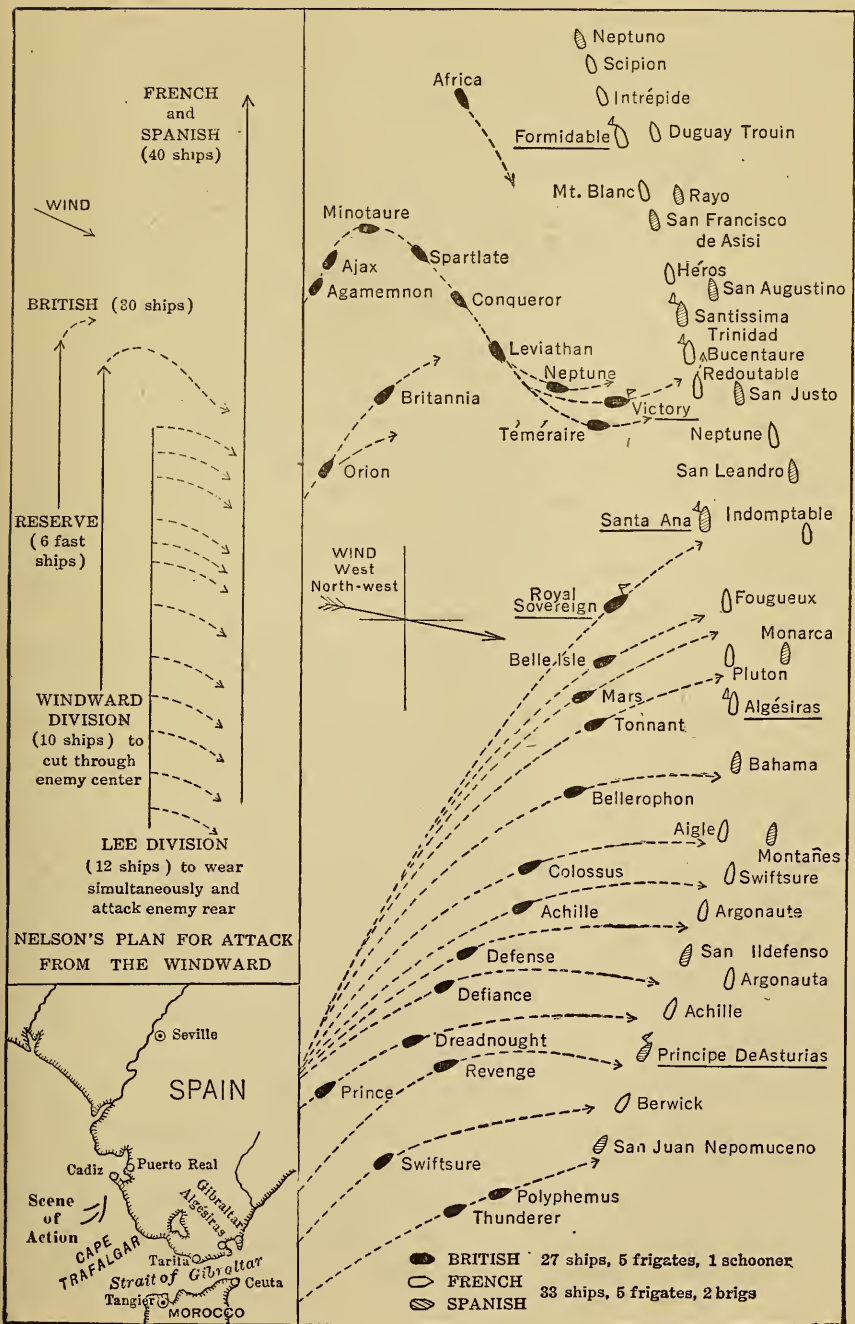 FRENCH
and
SPANISH
(40 ships)
WIND
BRITISH (30 ships)
RESERVE
(6 fast
ships)
WINDWARD
DIVISION
(10 ships) to
cut through
enemy center
LEE DIVISION
(12 ships) to wear
simultaneously and
attack enemy rear
NELSON'S PLAN FOR ATTACK
FROM THE WINDWARD
Seville
SPAIN
Cadiz
Puerto Real
Scene
of
Action
CAPE
TRAFALGAR
Gibraltar
Algésiras
Tarifa
Strait of Gibraltar
Ceuta
Tangier
MOROCCO
Neptuno
Scipion
Africa
Intrépide
Formidable
Duguay Trouin
Mt. Blanc
Rayo
San Francisco
de Asisi
Minotaure
Ajax
Spartlate
Agamemnon
Conqueror
Héros
San Augustino
Santissima
Trinidad
Leviathan
Bucentaure
Neptune
Redoutable
Britannia
Victory
San Justo
Téméraire
Neptune
Orion
San Leandro
Santa Ana
Indomptable
WIND
West
North-west
Royal
Sovereign
Fougueux
Belle Isle
Monarca
Mars
Pluton
Tonnant
Algésiras
Bahama
Bellerophon
Aigle
Montañes
Colossus
Swiftsure
Achille
Argonaute
Defense
San Ildefonso
Defiance
Argonauta
Achille
Dreadnought
Principe DeAsturias
Revenge
Prince
Berwick
Swiftsure
San Juan Nepomuceno
Polyphemus
Thunderer
BRITISH 27 ships, 5 frigates, 1 schooner
FRENCH
SPANISH 33 ships, 5 frigates, 2 brigs